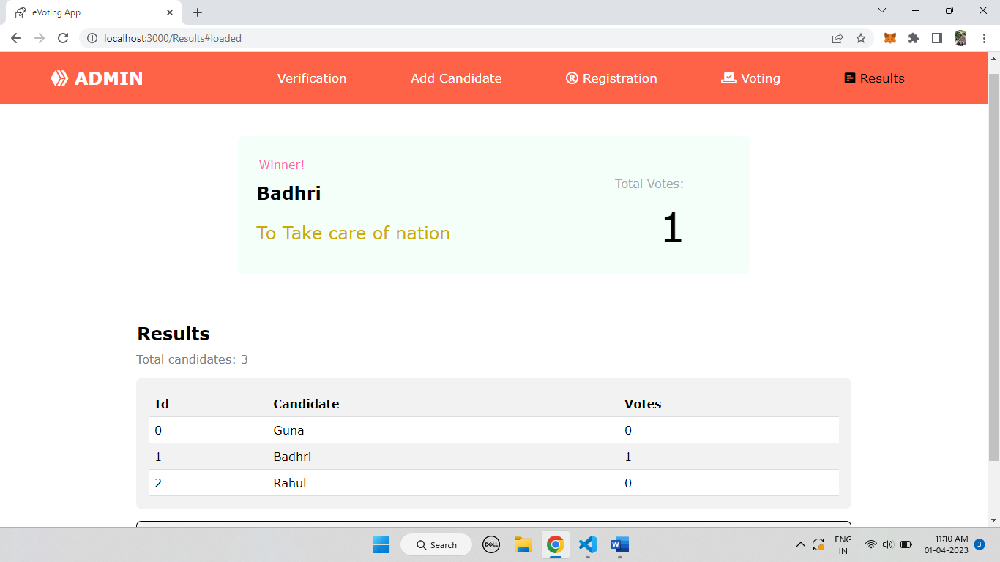 eVoting App
localhost:3000/Results#loaded
ADMIN Verification Add Candidate Registration Voting Results
Winner!
Badhri
To Take care of nation
Total Votes:
1
Results
Total candidates: 3
Id Candidate Votes
0 Guna 0
1 Badhri 1
2 Rahul 0
Search
DELL
W
ENG
IN
11:10 AM
01-04-2023
3